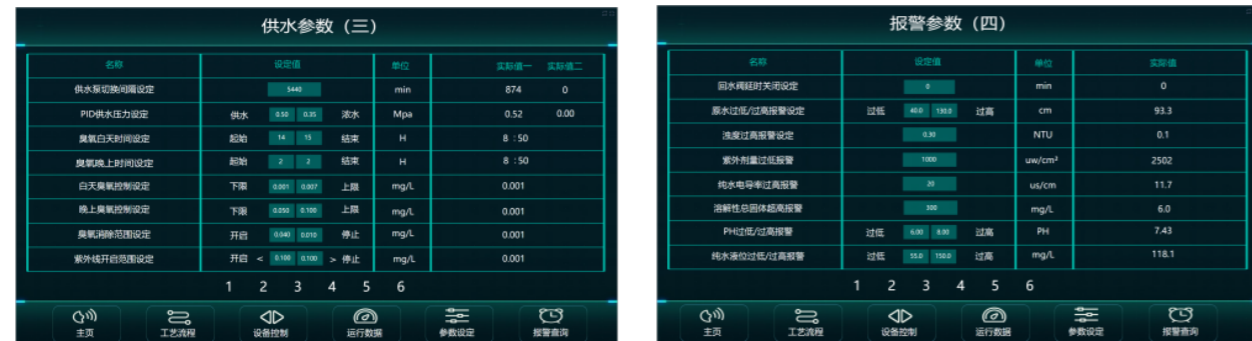 供水参数（三）
名称 设定值 单位 实际值一 实际值二
供水泵切换间隔设定 5440 min 874 0
PID供水压力设定 供水 0.50 0.35 浓水 Mpa 0.52 0.00
臭氧白天时间设定 起始 14 15 结束 H 8 :50
臭氧晚上时间设定 起始 2 2 结束 H 8 :50
白天臭氧控制设定 下限 0.001 0.007 上限 mg/L 0.001
晚上臭氧控制设定 下限 0.050 0.100 上限 mg/L 0.001
臭氧消除范围设定 开启 0.040 0.010 停止 mg/L 0.001
紫外线开启范围设定 开启 < 0.100 0.100 > 停止 mg/L 0.001
1 2 3 4 5 6
主页 工艺流程 设备控制 运行数据 参数设定 报警查询
报警参数（四）
名称 设定值 单位 实际值
回水阀延时关闭设定 0 min 0
原水过低/过高报警设定 过低 40.0 130.0 过高 cm 93.3
浊度过高报警设定 0.30 NTU 0.1
紫外剂量过低报警 1000 uw/cm² 2502
纯水电导率过高报警 20 us/cm 11.7
溶解性总固体超高报警 300 mg/L 6.0
PH过低/过高报警 过低 6.00 8.00 过高 PH 7.43
纯水液位过低/过高报警 过低 55.0 150.0 过高 mg/L 118.1
1 2 3 4 5 6
主页 工艺流程 设备控制 运行数据 参数设定 报警查询